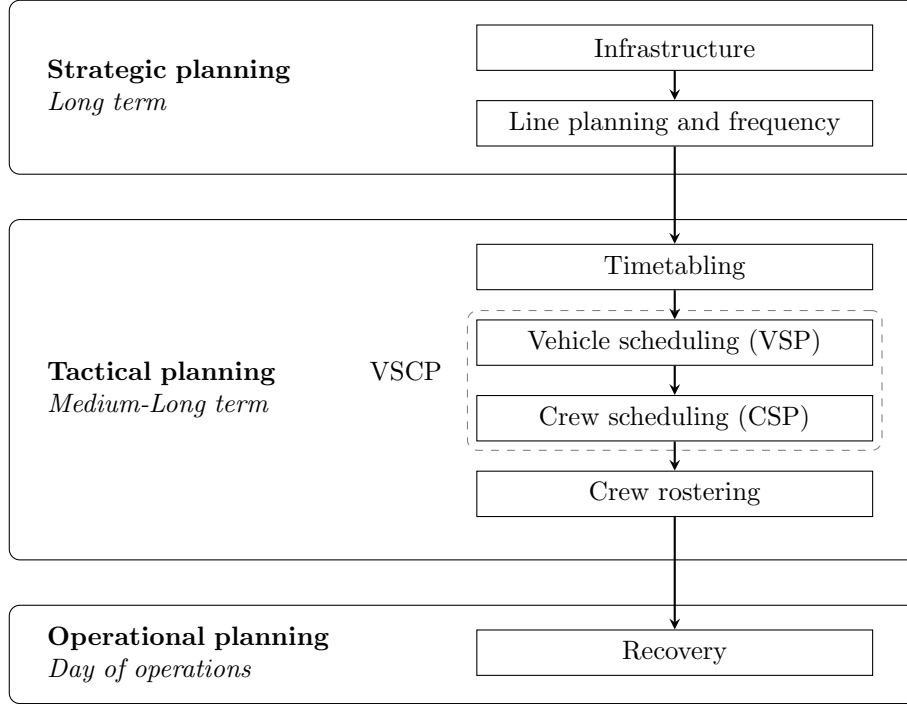 Strategic planning
Long term
Infrastructure
Line planning and frequency
Tactical planning
Medium-Long term
VSCP
Timetabling
Vehicle scheduling (VSP)
Crew scheduling (CSP)
Crew rostering
Operational planning
Day of operations
Recovery